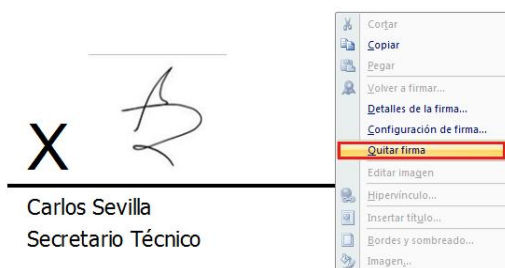 Cortar
Copiar
Pegar
Volver a firmar...
Detalles de la firma...
Configuración de firma...
Quitar firma
Editar imagen
Hipervínculo...
Insertar título...
Bordes y sombreado...
Imagen...
X
Carlos Sevilla
Secretario Técnico